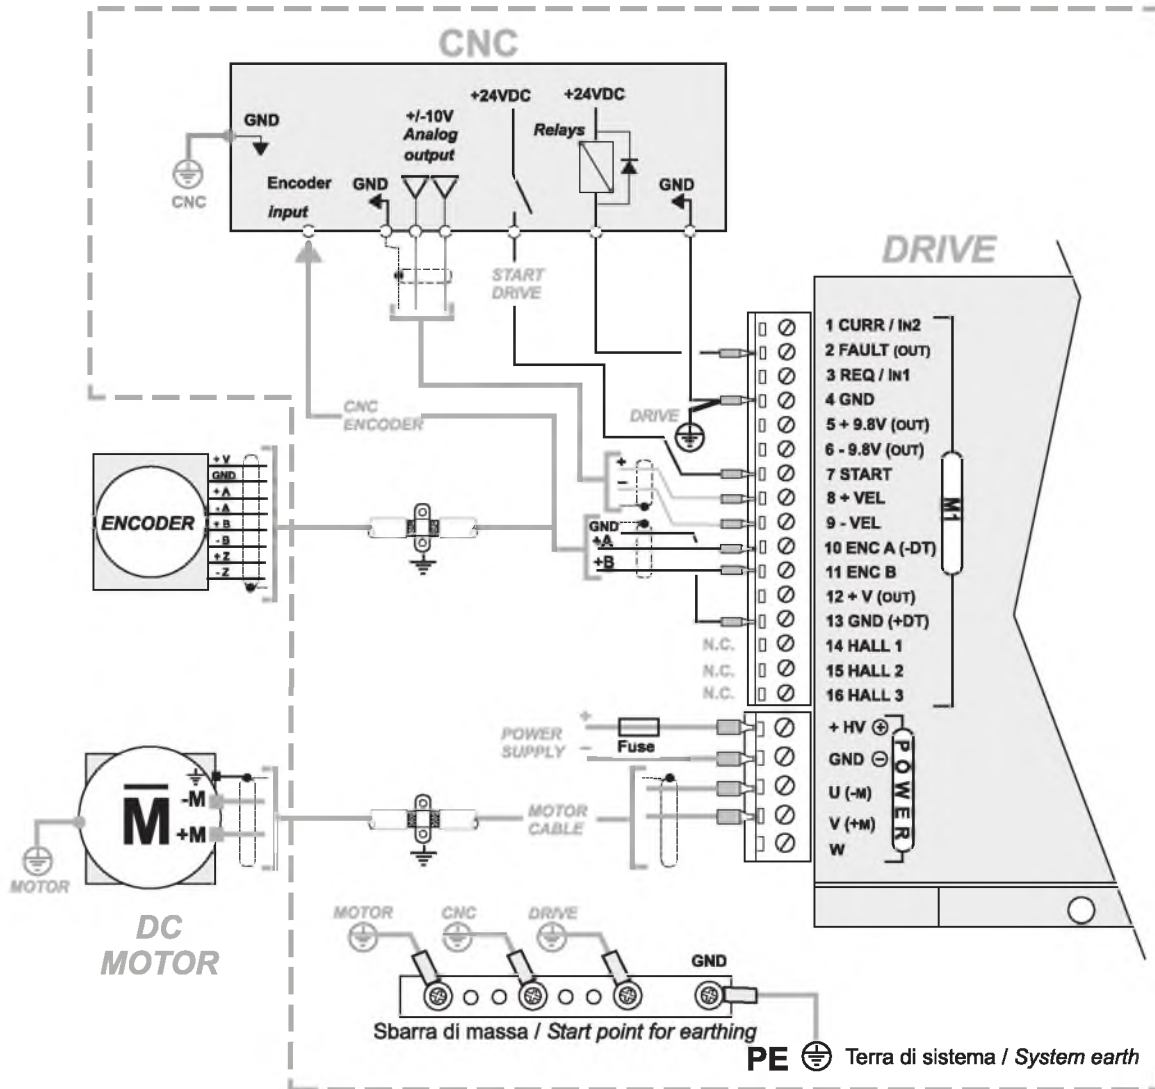 CNC
+24VDC
+24VDC
GND
+/-10V
Analog
output
Relays
Encoder
input
GND
GND
CNC
START
DRIVE
DRIVE
1 CURR / IN2
2 FAULT (OUT)
3 REQ / IN1
4 GND
5 + 9.8V (OUT)
6 - 9.8V (OUT)
7 START
8 + VEL
9 - VEL
10 ENC A (-DT)
11 ENC B
12 + V (OUT)
13 GND (+DT)
14 HALL 1
15 HALL 2
16 HALL 3
M1
CNC
ENCODER
DRIVE
+
−
GND
+A
+B
N.C.
N.C.
N.C.
ENCODER
+ V
GND
+ A
- A
+ B
- B
+ Z
- Z
POWER
SUPPLY
+
−
Fuse
+ HV +
GND −
U (-M)
V (+M)
W
POWER
M
-M
+M
MOTOR
DC
MOTOR
MOTOR
CABLE
MOTOR
CNC
DRIVE
GND
Sbarra di massa / Start point for earthing
PE Terra di sistema / System earth